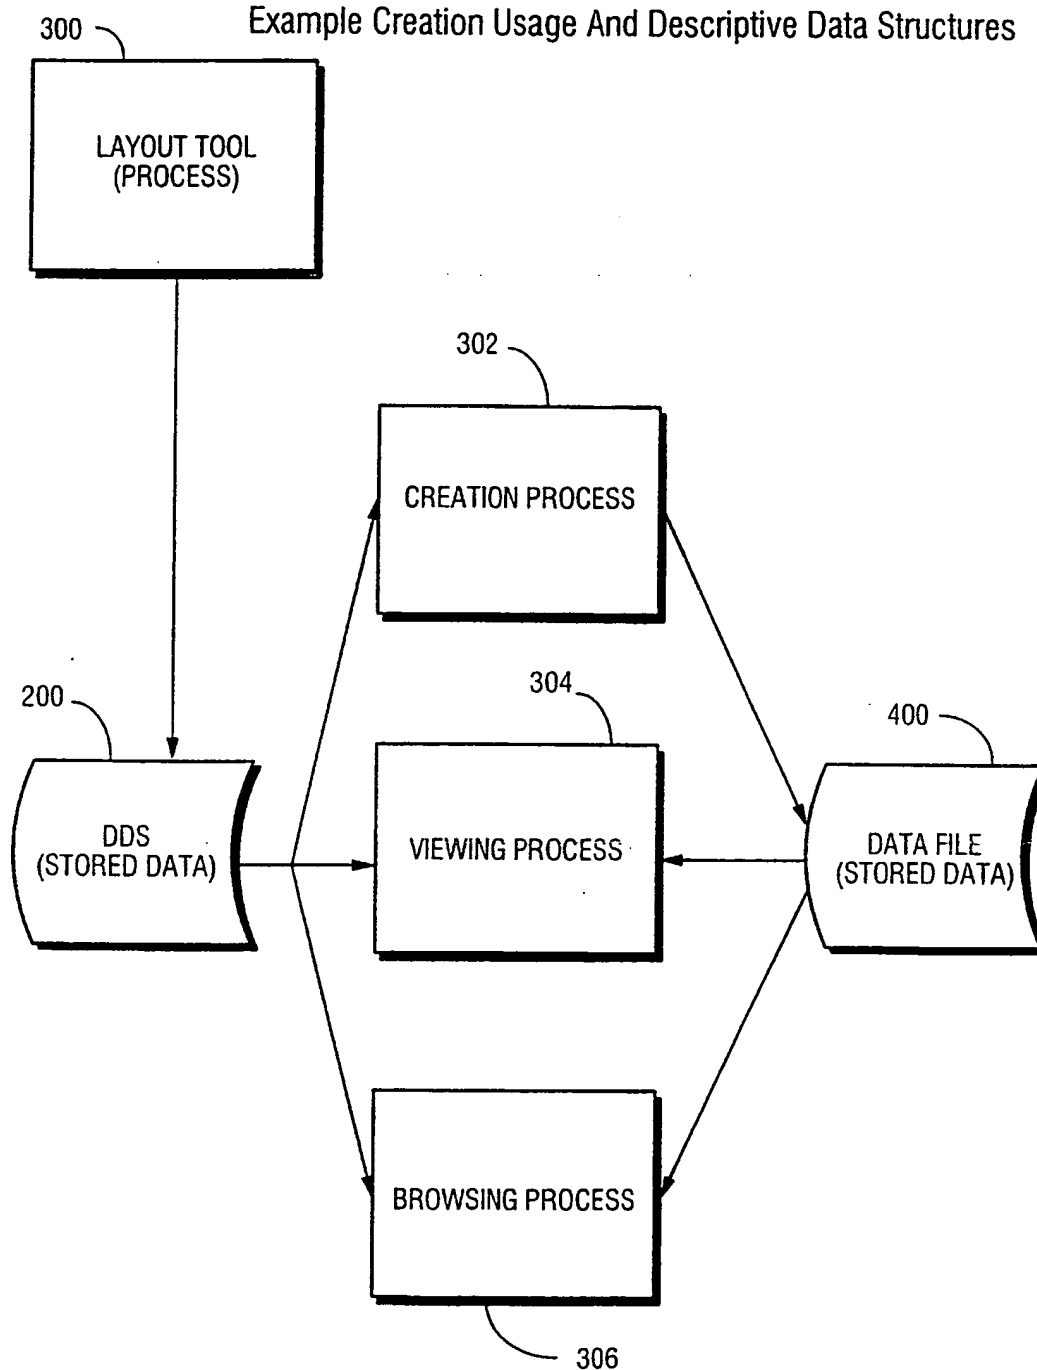 Example Creation Usage And Descriptive Data Structures
300
LAYOUT TOOL
(PROCESS)
302
CREATION PROCESS
200
DDS
(STORED DATA)
304
VIEWING PROCESS
400
DATA FILE
(STORED DATA)
BROWSING PROCESS
306